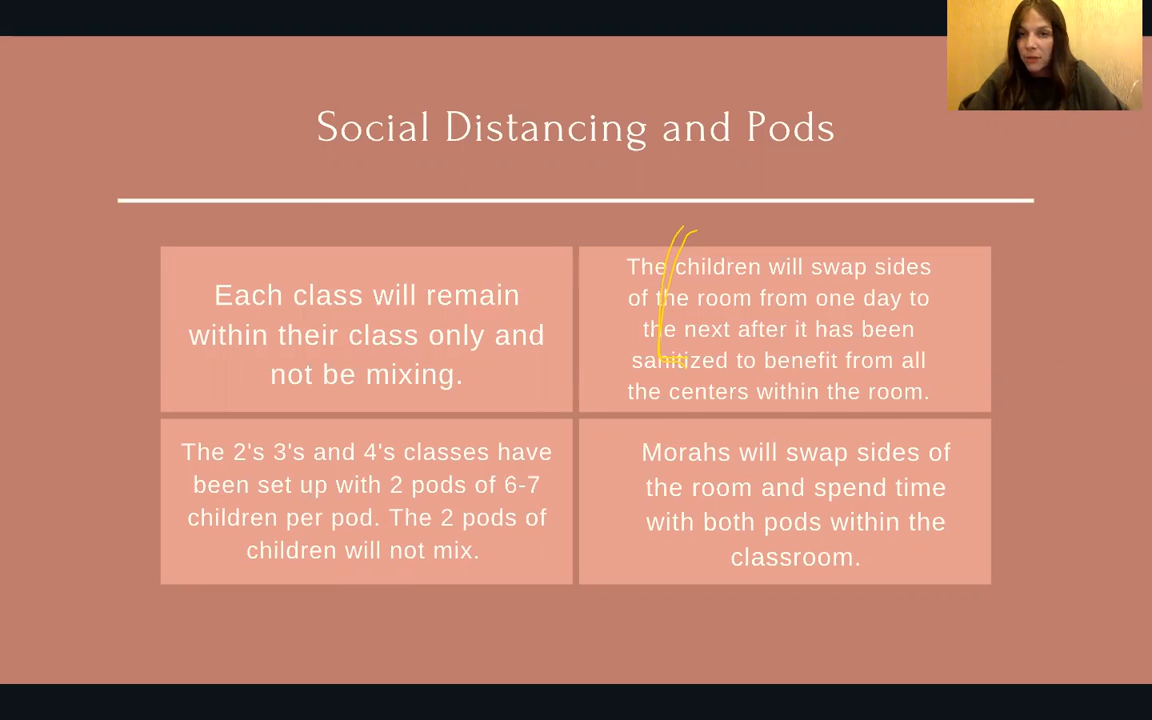 Social Distancing and Pods
Each class will remain
within their class only and
not be mixing.
The children will swap sides
of the room from one day to
the next after it has been
sanitized to benefit from all
the centers within the room.
The 2's 3's and 4's classes have
been set up with 2 pods of 6-7
children per pod. The 2 pods of
children will not mix.
Morahs will swap sides of
the room and spend time
with both pods within the
classroom.